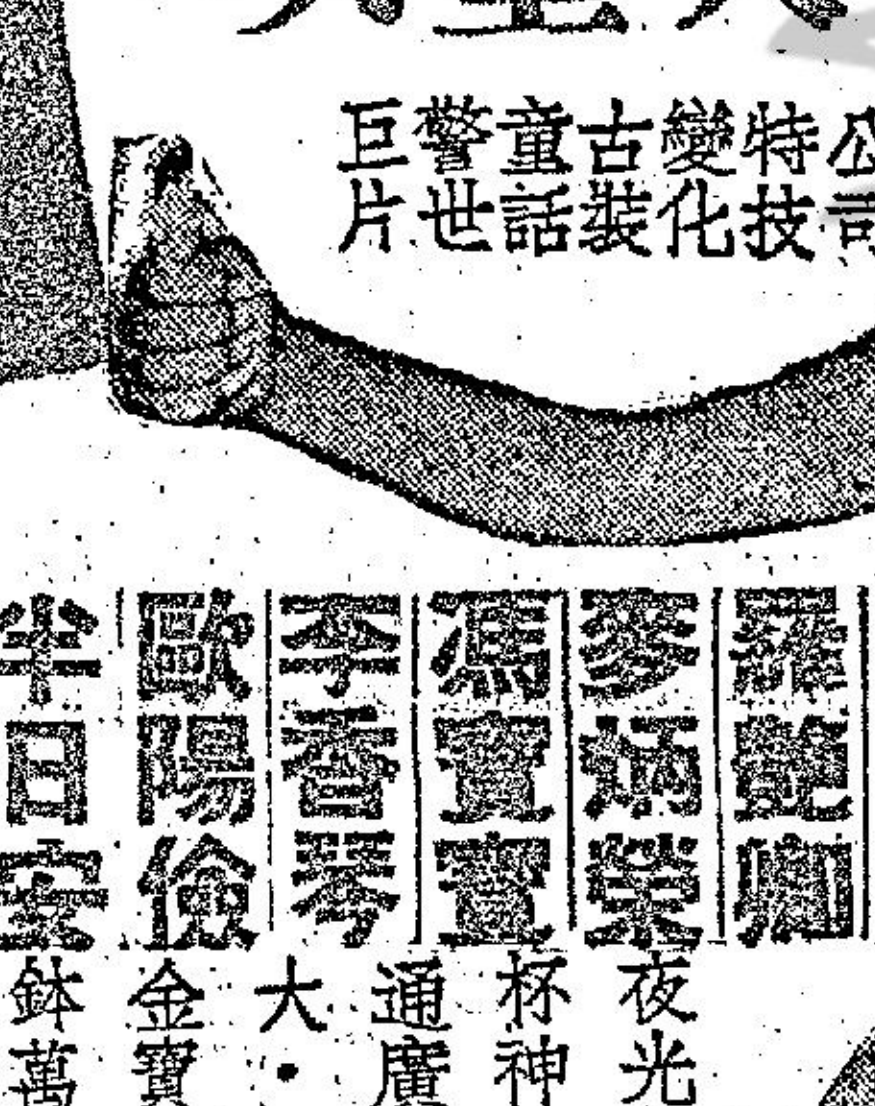 公司
特技
變化
古裝
童話
警世
巨片
羅艷卿
麥炳榮
馮寶寶
李香琴
歐陽儉
半日安
夜光
杯神
通廣
大・
金寶
鉢萬